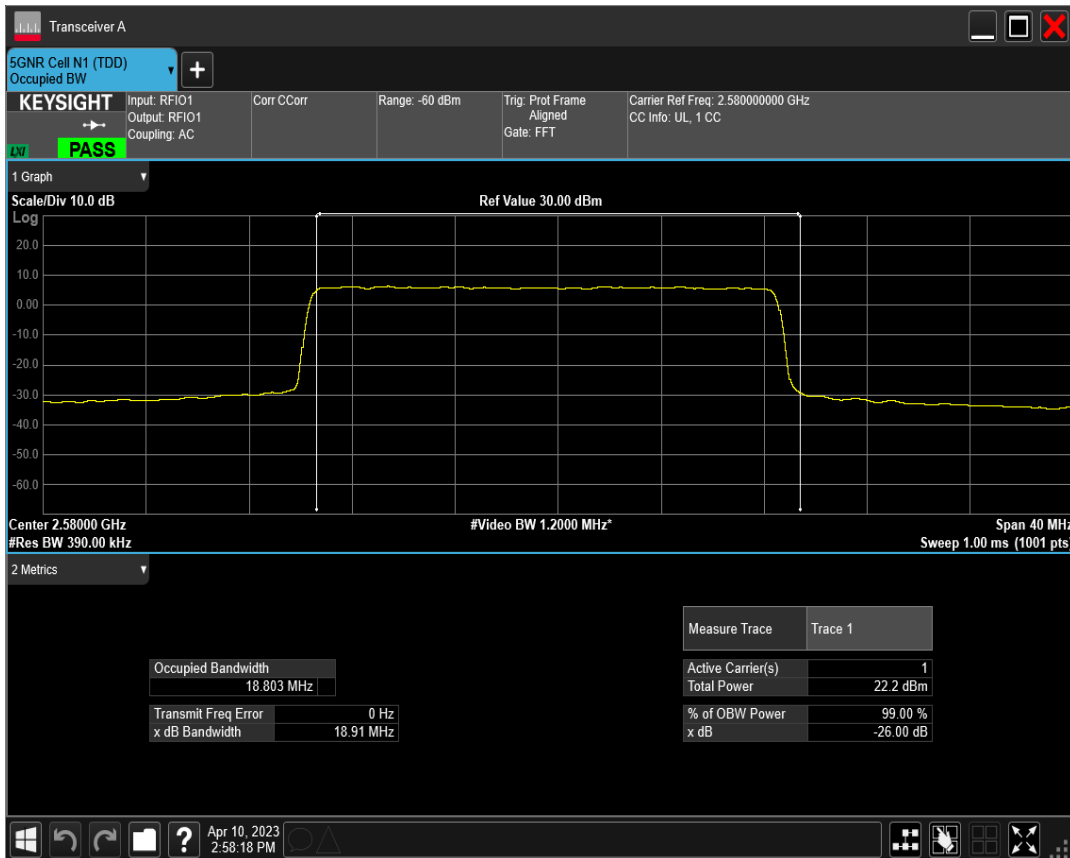 Transceiver A
5GNR Cell N1 (TDD)
Occupied BW
KEYSIGHT
LXI
PASS
Input: RFIO1
Output: RFIO1
Coupling: AC
Corr CCorr
Range: -60 dBm
Trig: Prot Frame
Aligned
Gate: FFT
Carrier Ref Freq: 2.580000000 GHz
CC Info: UL, 1 CC
1 Graph
Scale/Div 10.0 dB
Ref Value 30.00 dBm
Log
20.0
10.0
0.00
-10.0
-20.0
-30.0
-40.0
-50.0
-60.0
Center 2.58000 GHz
#Video BW 1.2000 MHz*
Span 40 MHz
#Res BW 390.00 kHz
Sweep 1.00 ms (1001 pts)
2 Metrics
Measure Trace Trace 1
Occupied Bandwidth
18.803 MHz
Active Carrier(s) 1
Total Power 22.2 dBm
Transmit Freq Error 0 Hz
x dB Bandwidth 18.91 MHz
% of OBW Power 99.00 %
x dB -26.00 dB
?
Apr 10, 2023
2:58:18 PM